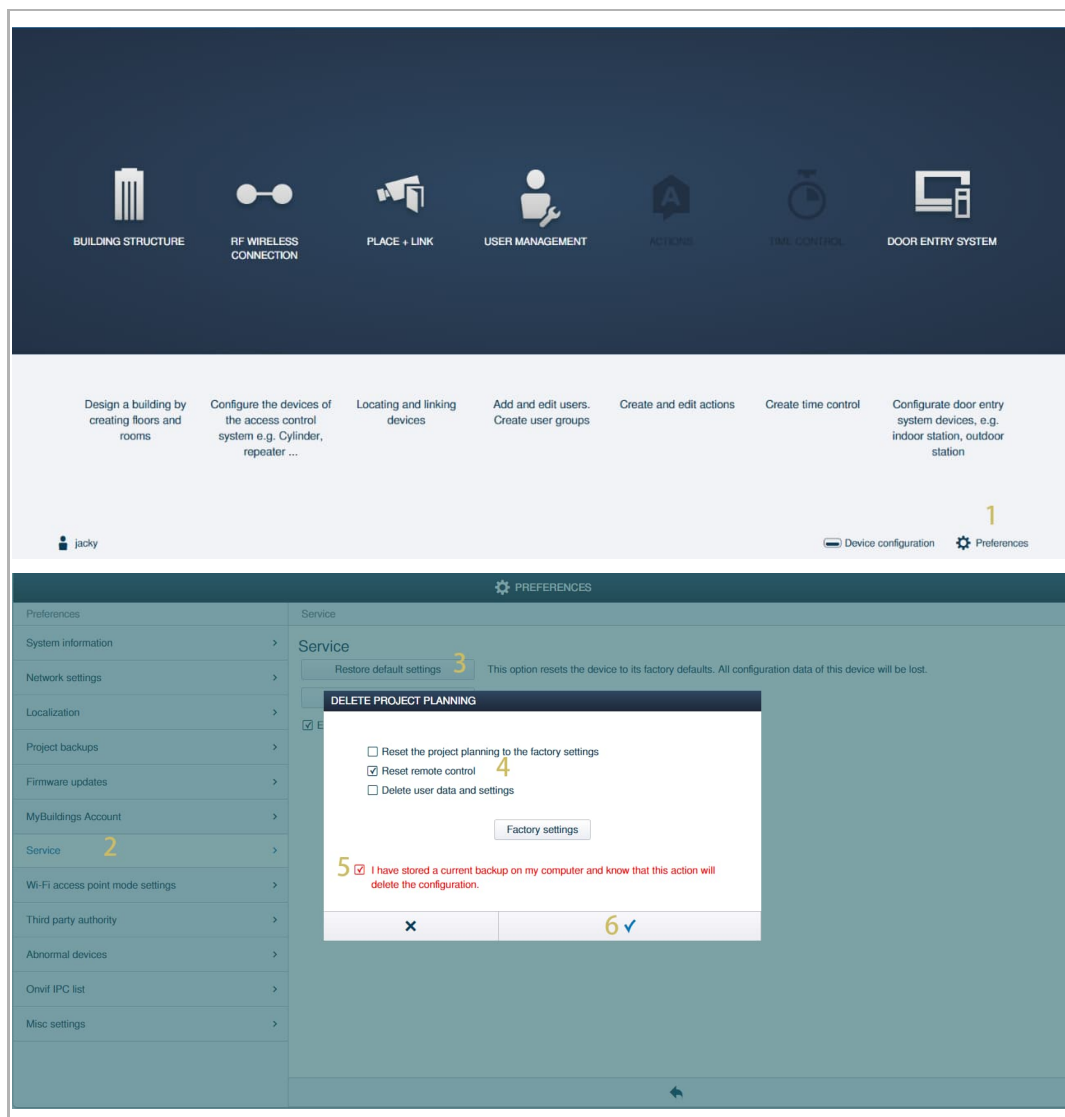 BUILDING STRUCTURE
RF WIRELESS
CONNECTION
PLACE + LINK
USER MANAGEMENT
ACTIONS
TIME CONTROL
DOOR ENTRY SYSTEM
Design a building by
creating floors and
rooms
Configure the devices of
the access control
system e.g. Cylinder,
repeater ...
Locating and linking
devices
Add and edit users.
Create user groups
Create and edit actions
Create time control
Configurate door entry
system devices, e.g.
indoor station, outdoor
station
1
jacky
Device configuration
Preferences
PREFERENCES
Preferences
Service
System information
Network settings
Localization
Project backups
Firmware updates
MyBuildings Account
Service 2
Wi-Fi access point mode settings
Third party authority
Abnormal devices
Onvif IPC list
Misc settings
Service
Restore default settings 3
This option resets the device to its factory defaults. All configuration data of this device will be lost.
E
DELETE PROJECT PLANNING
Reset the project planning to the factory settings
Reset remote control 4
Delete user data and settings
Factory settings
5 I have stored a current backup on my computer and know that this action will
delete the configuration.
6